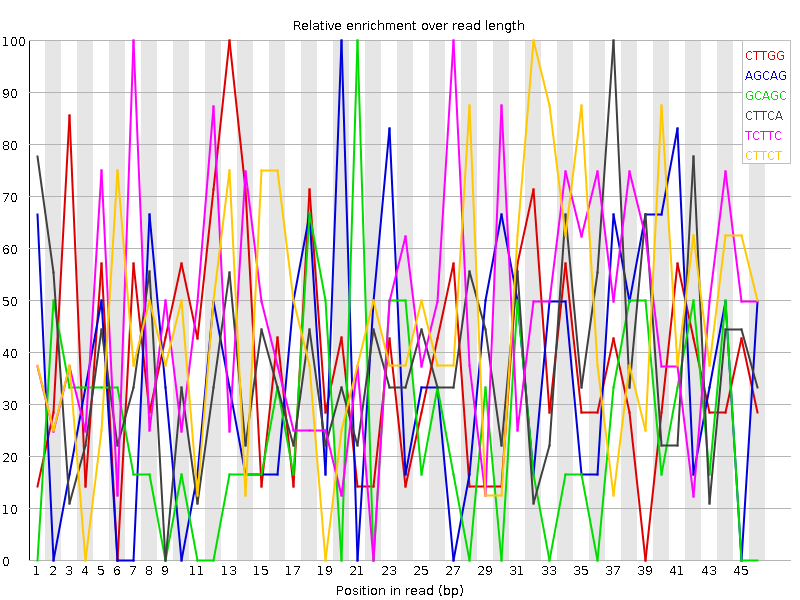 Relative enrichment over read length
100
90
80
70
60
50
40
30
20
10
0
CTTGG
AGCAG
GCAGC
CTTCA
TCTTC
CTTCT
1 2 3 4 5 6 7 8 9 11 13 15 17 19 21 23 25 27 29 31 33 35 37 39 41 43 45
Position in read (bp)